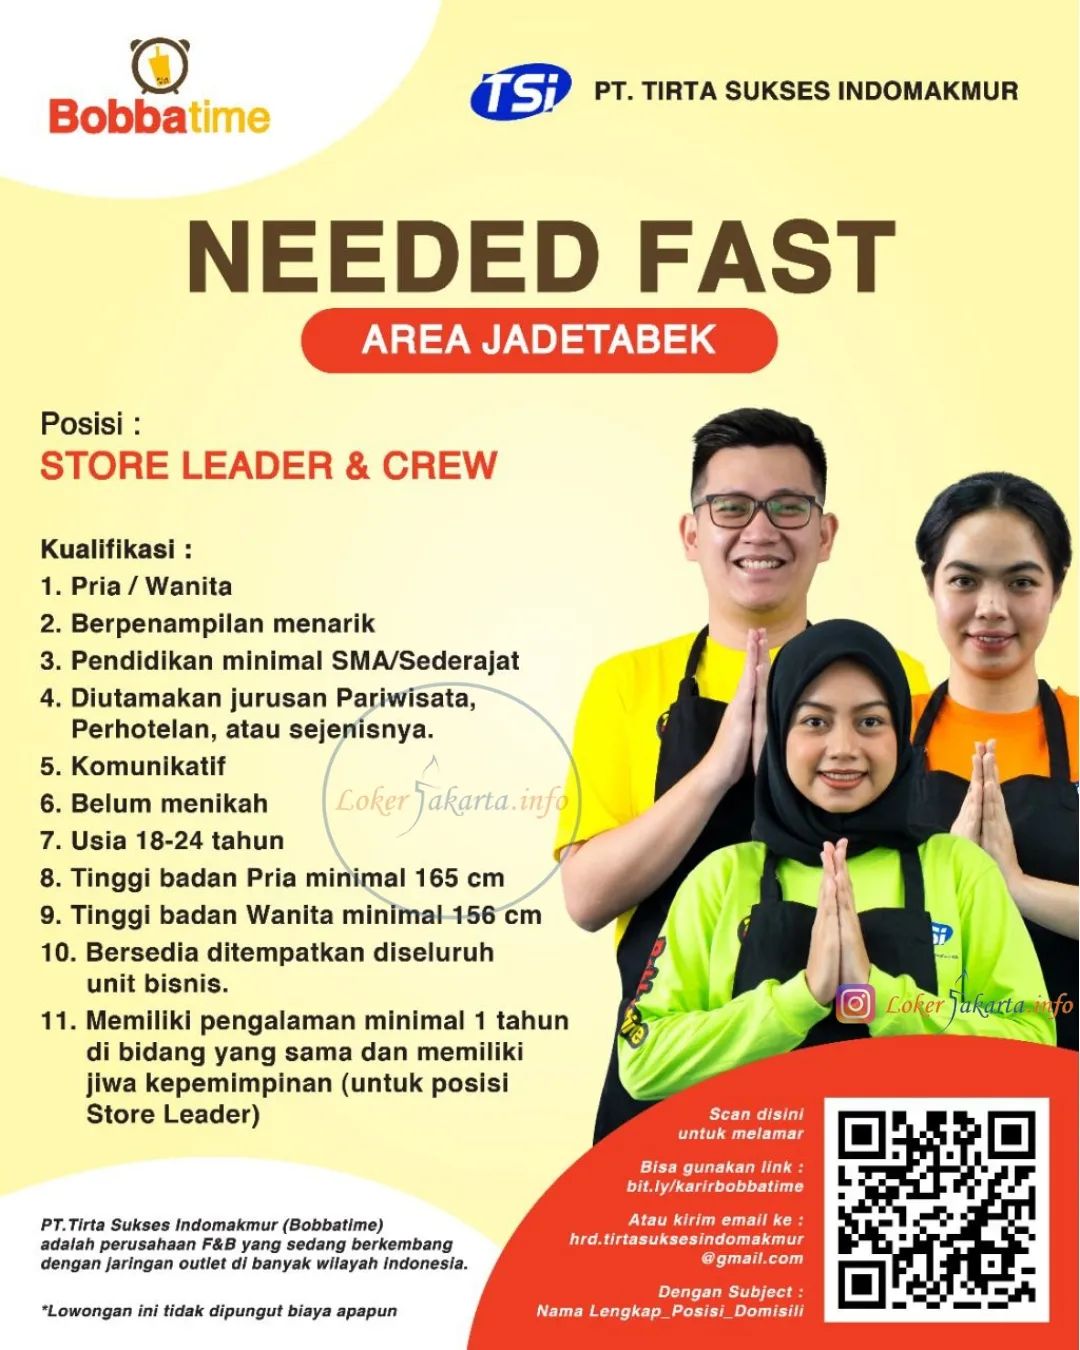 Bobbatime
TSi PT. TIRTA SUKSES INDOMAKMUR
NEEDED FAST
AREA JADETABEK
Posisi :
STORE LEADER & CREW
Kualifikasi :
1. Pria / Wanita
2. Berpenampilan menarik
3. Pendidikan minimal SMA/Sederajat
4. Diutamakan jurusan Pariwisata,
Perhotelan, atau sejenisnya.
5. Komunikatif
6. Belum menikah
7. Usia 18-24 tahun
8. Tinggi badan Pria minimal 165 cm
9. Tinggi badan Wanita minimal 156 cm
10. Bersedia ditempatkan diseluruh
unit bisnis.
11. Memiliki pengalaman minimal 1 tahun
di bidang yang sama dan memiliki
jiwa kepemimpinan (untuk posisi
Store Leader)
Loker Jakarta.info
Loker Jakarta.info
Scan disini
untuk melamar
Bisa gunakan link :
bit.ly/karirbobbatime
Atau kirim email ke :
hrd.tirtasuksesindomakmur
@gmail.com
Dengan Subject :
Nama Lengkap_Posisi_Domisili
PT.Tirta Sukses Indomakmur (Bobbatime)
adalah perusahaan F&B yang sedang berkembang
dengan jaringan outlet di banyak wilayah indonesia.
*Lowongan ini tidak dipungut biaya apapun